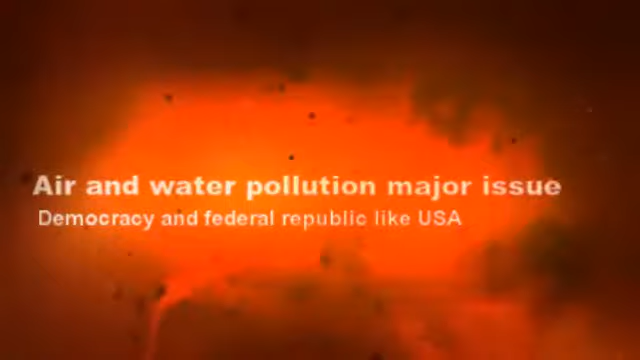 Air and water pollution major issue
Democracy and federal republic like USA